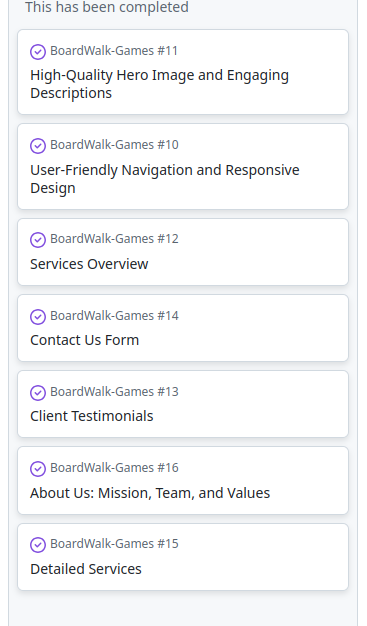 This has been completed
BoardWalk-Games #11
High-Quality Hero Image and Engaging
Descriptions
BoardWalk-Games #10
User-Friendly Navigation and Responsive
Design
BoardWalk-Games #12
Services Overview
BoardWalk-Games #14
Contact Us Form
BoardWalk-Games #13
Client Testimonials
BoardWalk-Games #16
About Us: Mission, Team, and Values
BoardWalk-Games #15
Detailed Services